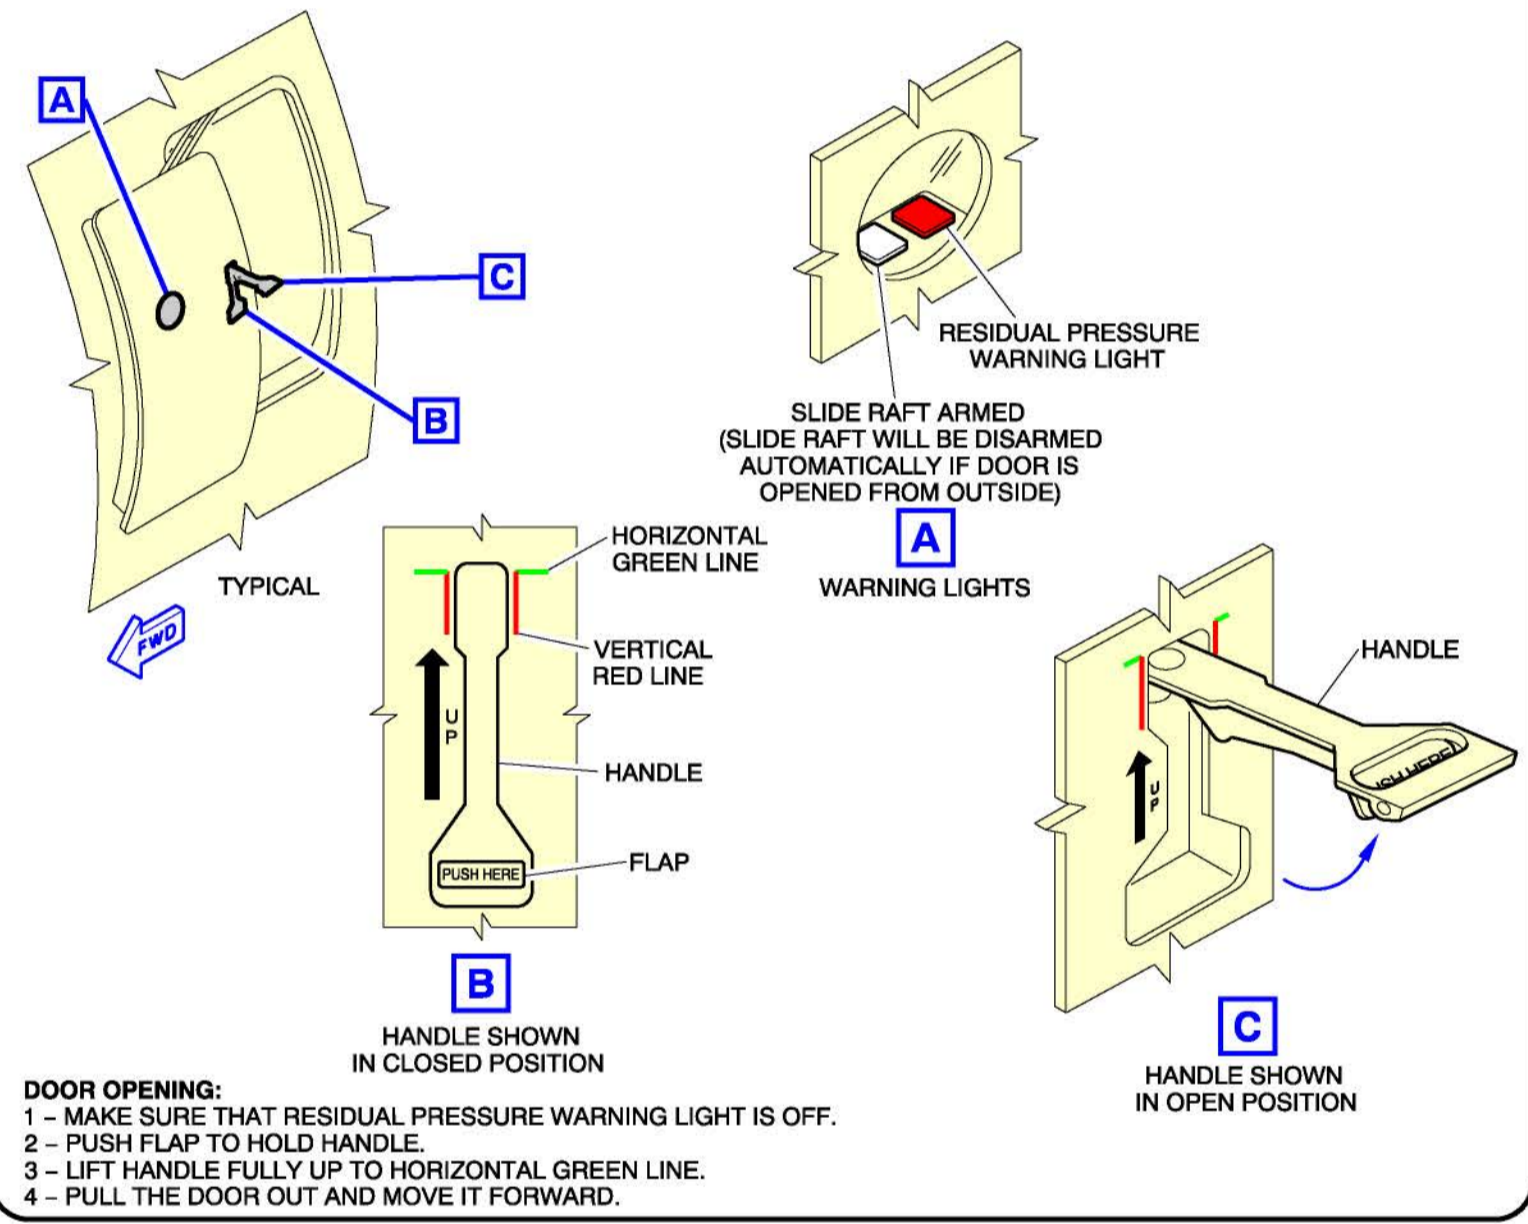 A
C
B
TYPICAL
FWD
RESIDUAL PRESSURE
WARNING LIGHT
SLIDE RAFT ARMED
(SLIDE RAFT WILL BE DISARMED
AUTOMATICALLY IF DOOR IS
OPENED FROM OUTSIDE)
A
WARNING LIGHTS
HORIZONTAL
GREEN LINE
VERTICAL
RED LINE
UP
HANDLE
FLAP
PUSH HERE
B
HANDLE SHOWN
IN CLOSED POSITION
HANDLE
USH HERE
UP
C
HANDLE SHOWN
IN OPEN POSITION
DOOR OPENING:
1 – MAKE SURE THAT RESIDUAL PRESSURE WARNING LIGHT IS OFF.
2 – PUSH FLAP TO HOLD HANDLE.
3 – LIFT HANDLE FULLY UP TO HORIZONTAL GREEN LINE.
4 – PULL THE DOOR OUT AND MOVE IT FORWARD.